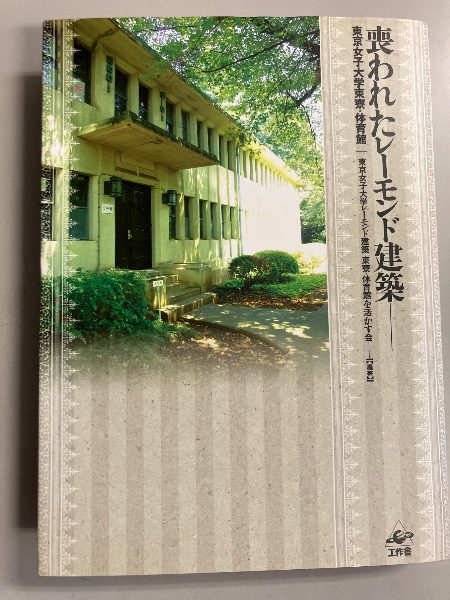 喪われたレーモンド建築
東京女子大学東寮・体育館
東京女子大学レーモンド建築 東寮・体育館を活かす会
工作舎